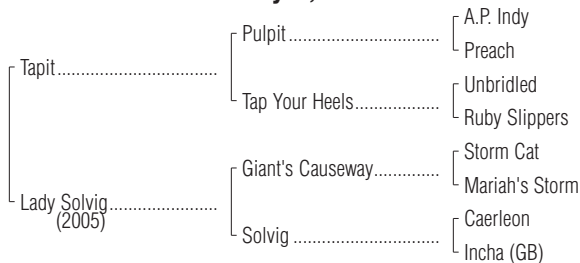 A.P. Indy
Pulpit
Preach
Tapit
Unbridled
Tap Your Heels
Ruby Slippers
Storm Cat
Giant's Causeway
Mariah's Storm
Lady Solvig
(2005)
Caerleon
Solvig
Incha (GB)